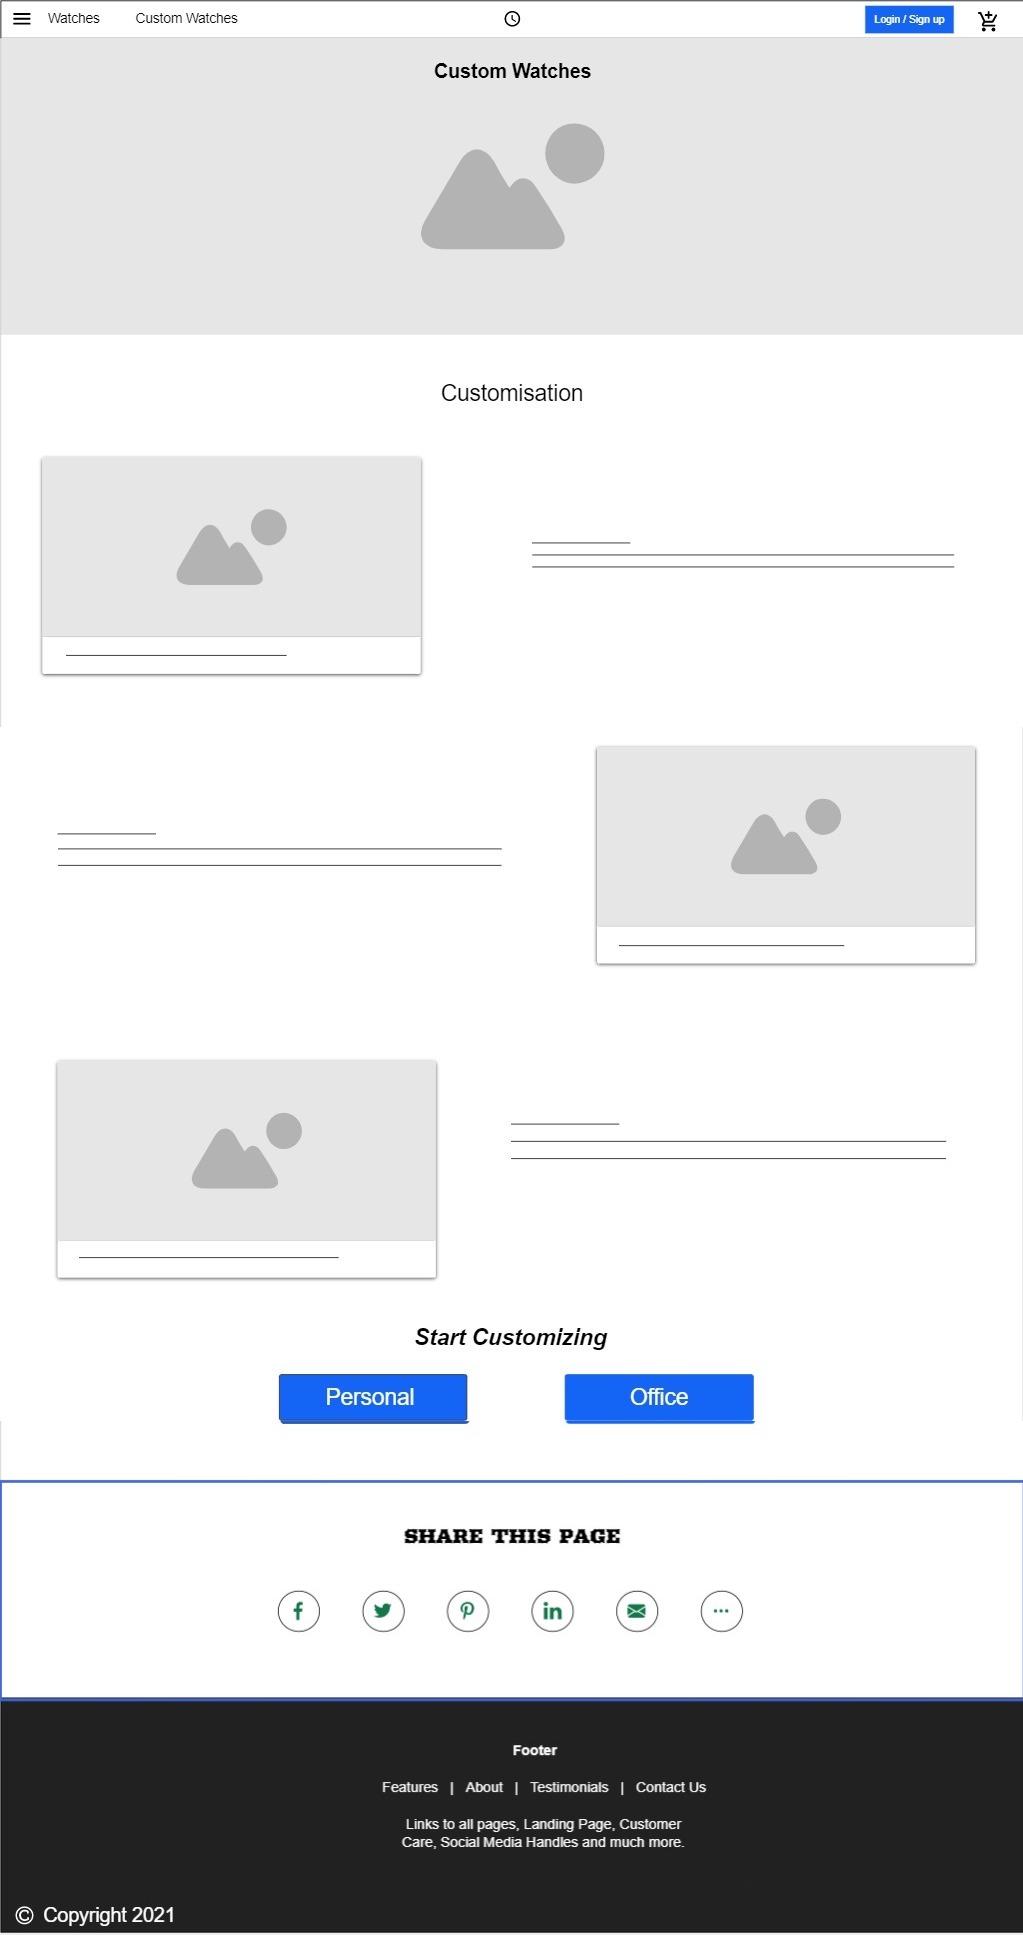 Watches Custom Watches Login / Sign up
Custom Watches
Customisation
Start Customizing
Personal Office
SHARE THIS PAGE
Footer
Features | About | Testimonials | Contact Us
Links to all pages, Landing Page, Customer
Care, Social Media Handles and much more.
© Copyright 2021